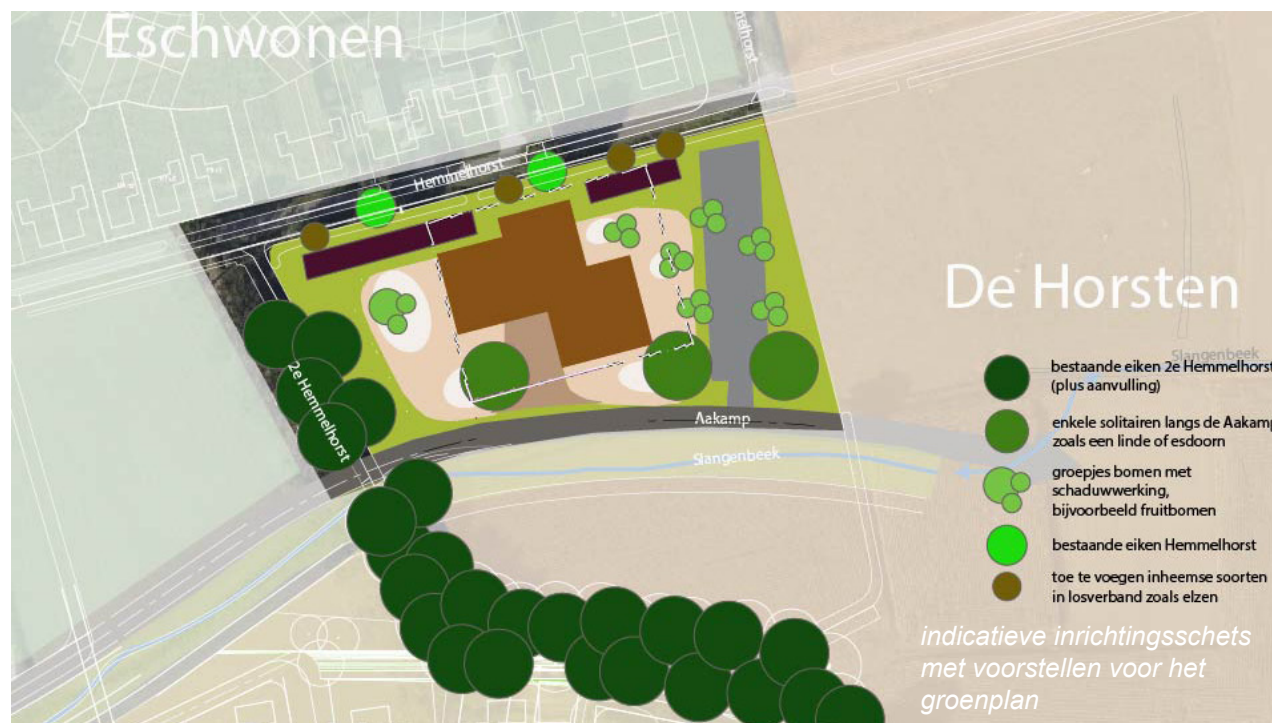 Eschwonen
Hemmelhorst
De Horsten
2e Hemmelhorst
Aakamp
Slangenbeek
Slangenbeek
bestaande eiken 2e Hemmelhorst
(plus aanvulling)
enkele solitairen langs de Aakamp
zoals een linde of esdoorn
groepjes bomen met
schaduwwerking,
bijvoorbeeld fruitbomen
bestaande eiken Hemmelhorst
toe te voegen inheemse soorten
in losverband zoals elzen
indicatieve inrichtingsschets
met voorstellen voor het
groenplan